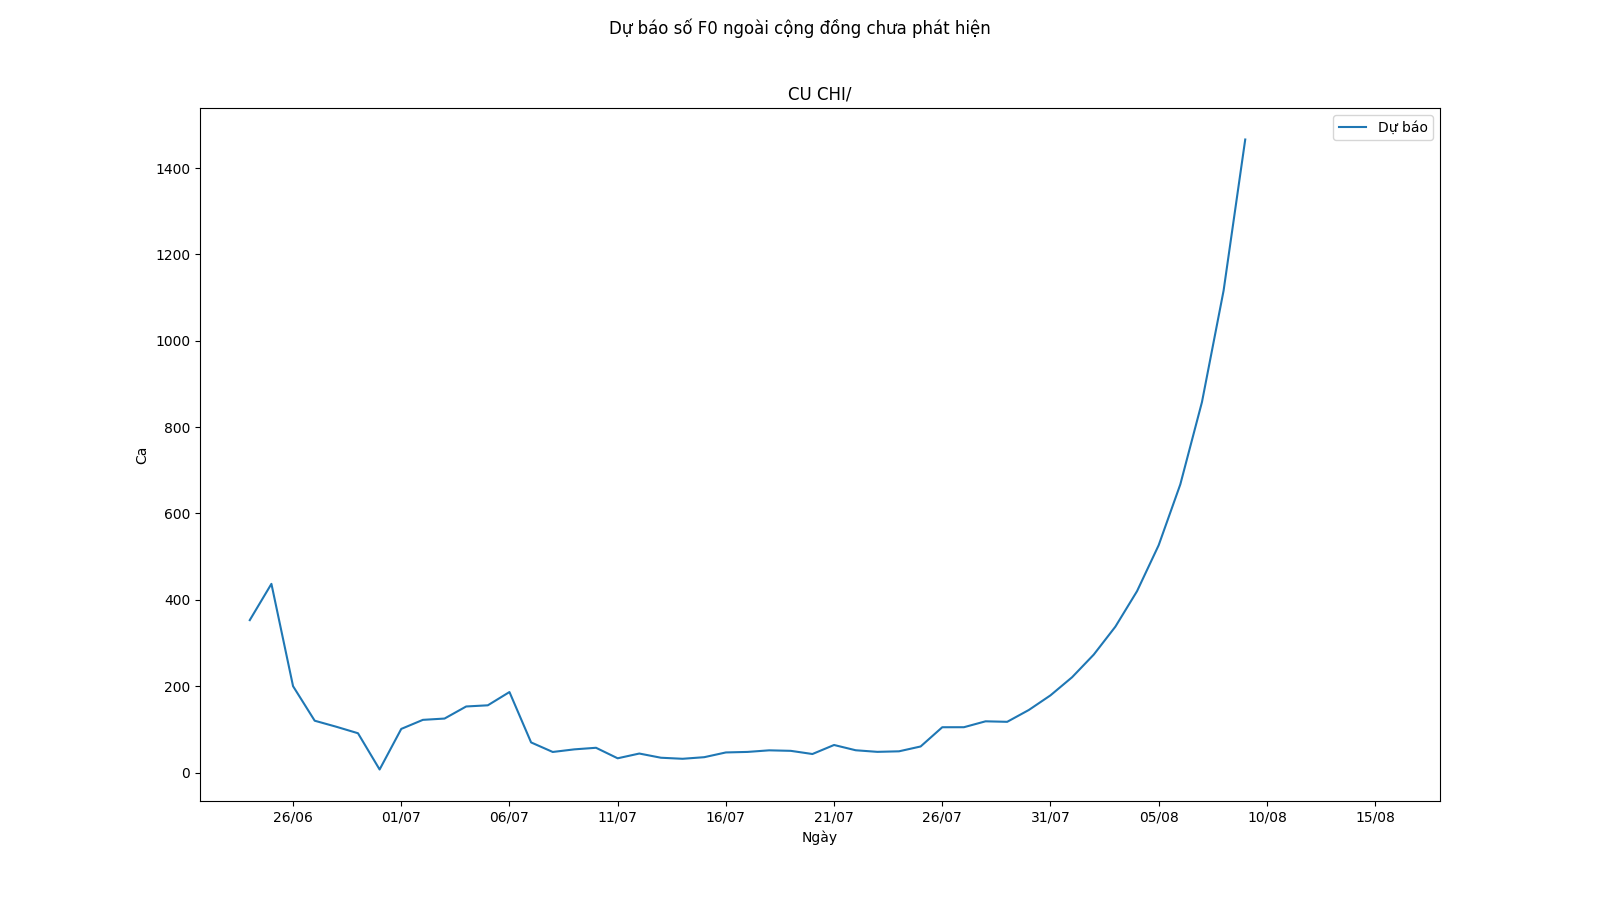 Dự báo số F0 ngoài cộng đồng chưa phát hiện
CU CHI/
Dự báo
1400
1200
1000
800
600
400
200
0
Ca
26/06 01/07 06/07 11/07 16/07 21/07 26/07 31/07 05/08 10/08 15/08
Ngày